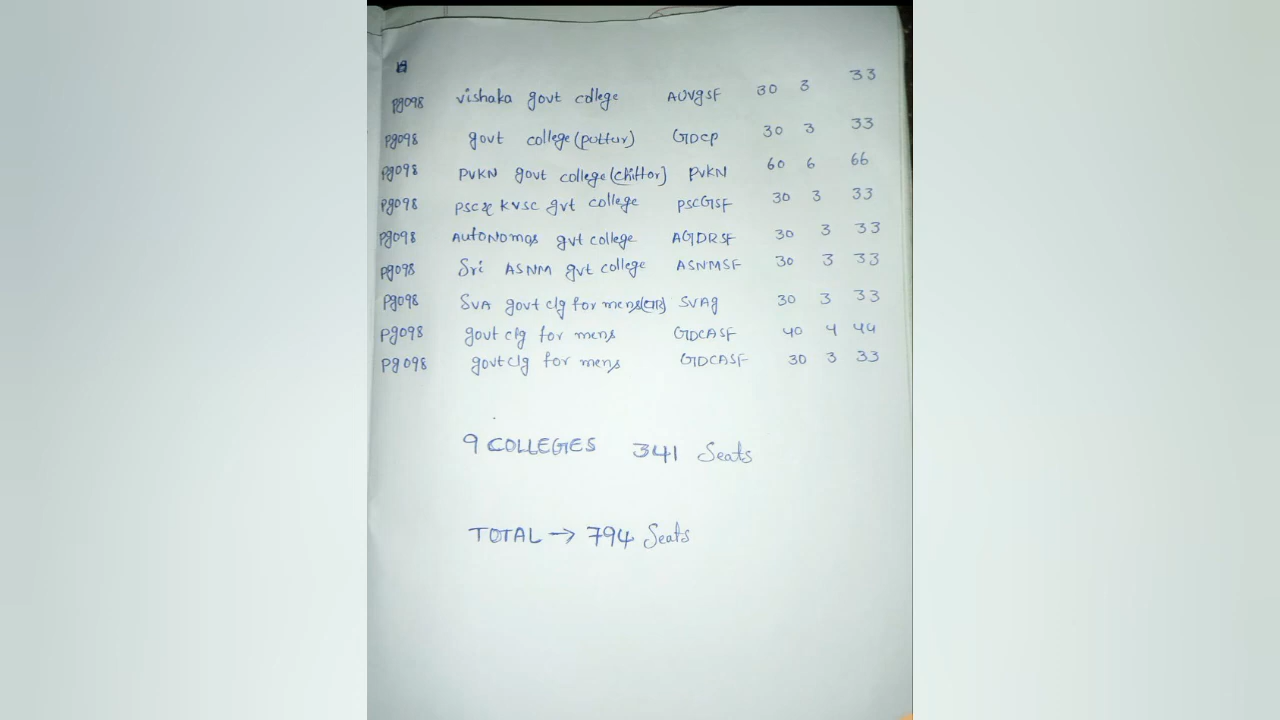 Pg098 vishaka govt college AUVgSF 30 3 33
Pg098 govt college(puttur) GDCP 30 3 33
Pg098 PVKN govt college(chittor) PVKN 60 6 66
Pg098 PSC& KVSC gvt college PSCGSF 30 3 33
Pg098 AUTONOMOS gvt college AGDRSF 30 3 33
Pg098 Sri ASNM gvt college ASNMSF 30 3 33
Pg098 SVA govt clg for mens SVAg 30 3 33
Pg098 govt clg for mens GDCASF 40 4 44
Pg098 govt clg for mens GDCASF 30 3 33
9 COLLEGES 341 Seats
TOTAL → 794 Seats